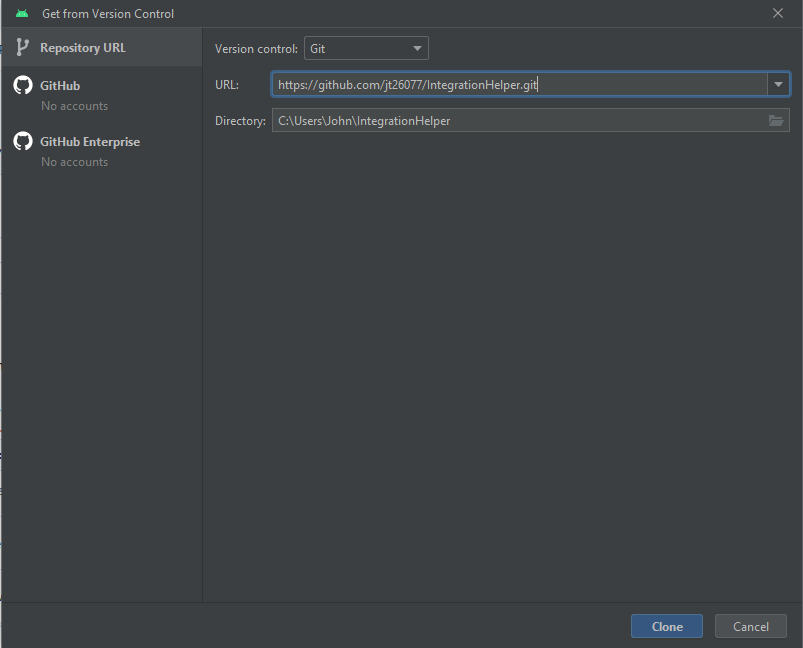 Get from Version Control
Repository URL
GitHub
No accounts
GitHub Enterprise
No accounts
Version control: Git
URL: https://github.com/jt26077/IntegrationHelper.git
Directory: C:\Users\John\IntegrationHelper
Clone Cancel